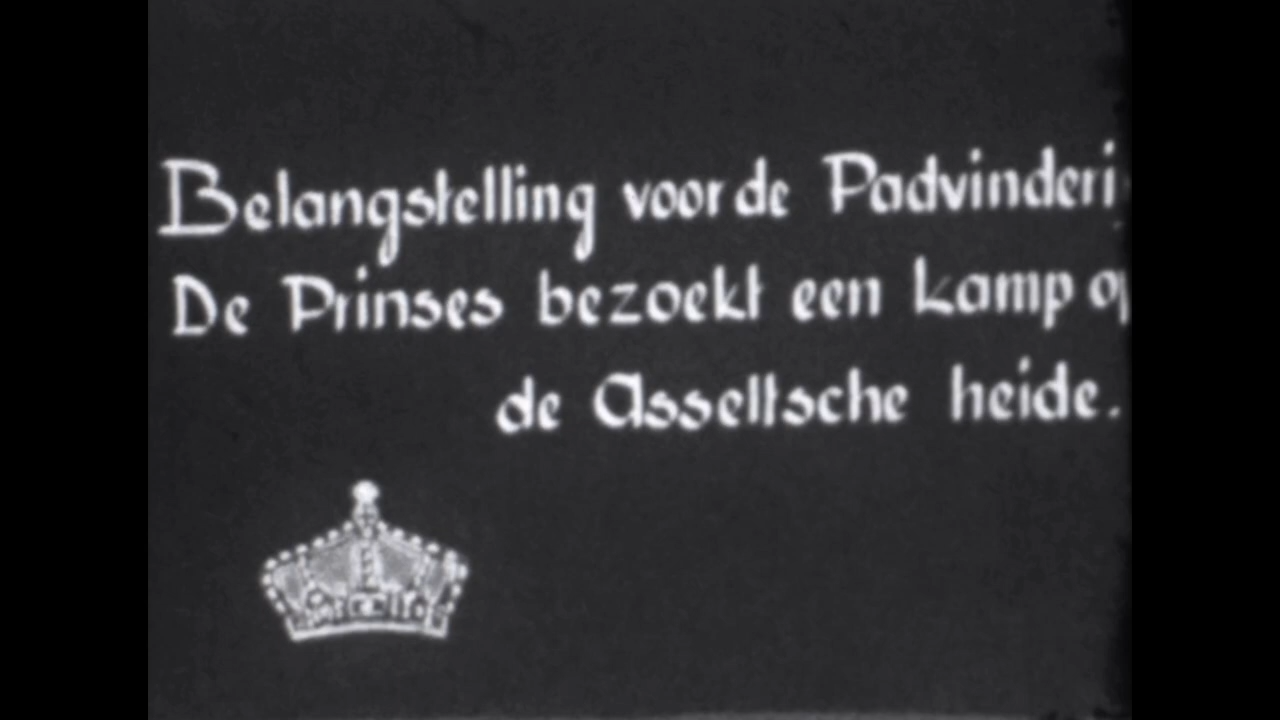 Belangstelling voor de Padvinderi
De Prinses bezoekt een kamp op
de Asseltsche heide.